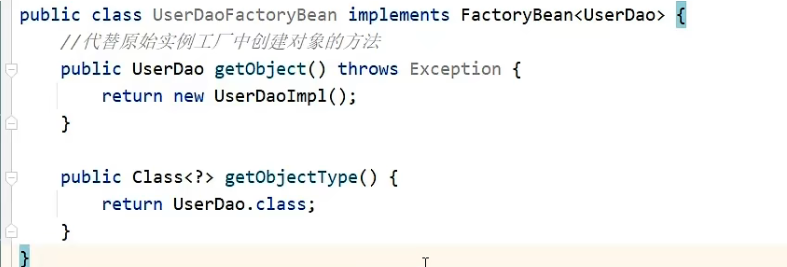 public class UserDaoFactoryBean implements FactoryBean<UserDao> {
//代替原始实例工厂中创建对象的方法
public UserDao getObject() throws Exception {
return new UserDaoImpl();
}
public Class<?> getObjectType() {
return UserDao.class;
}
}